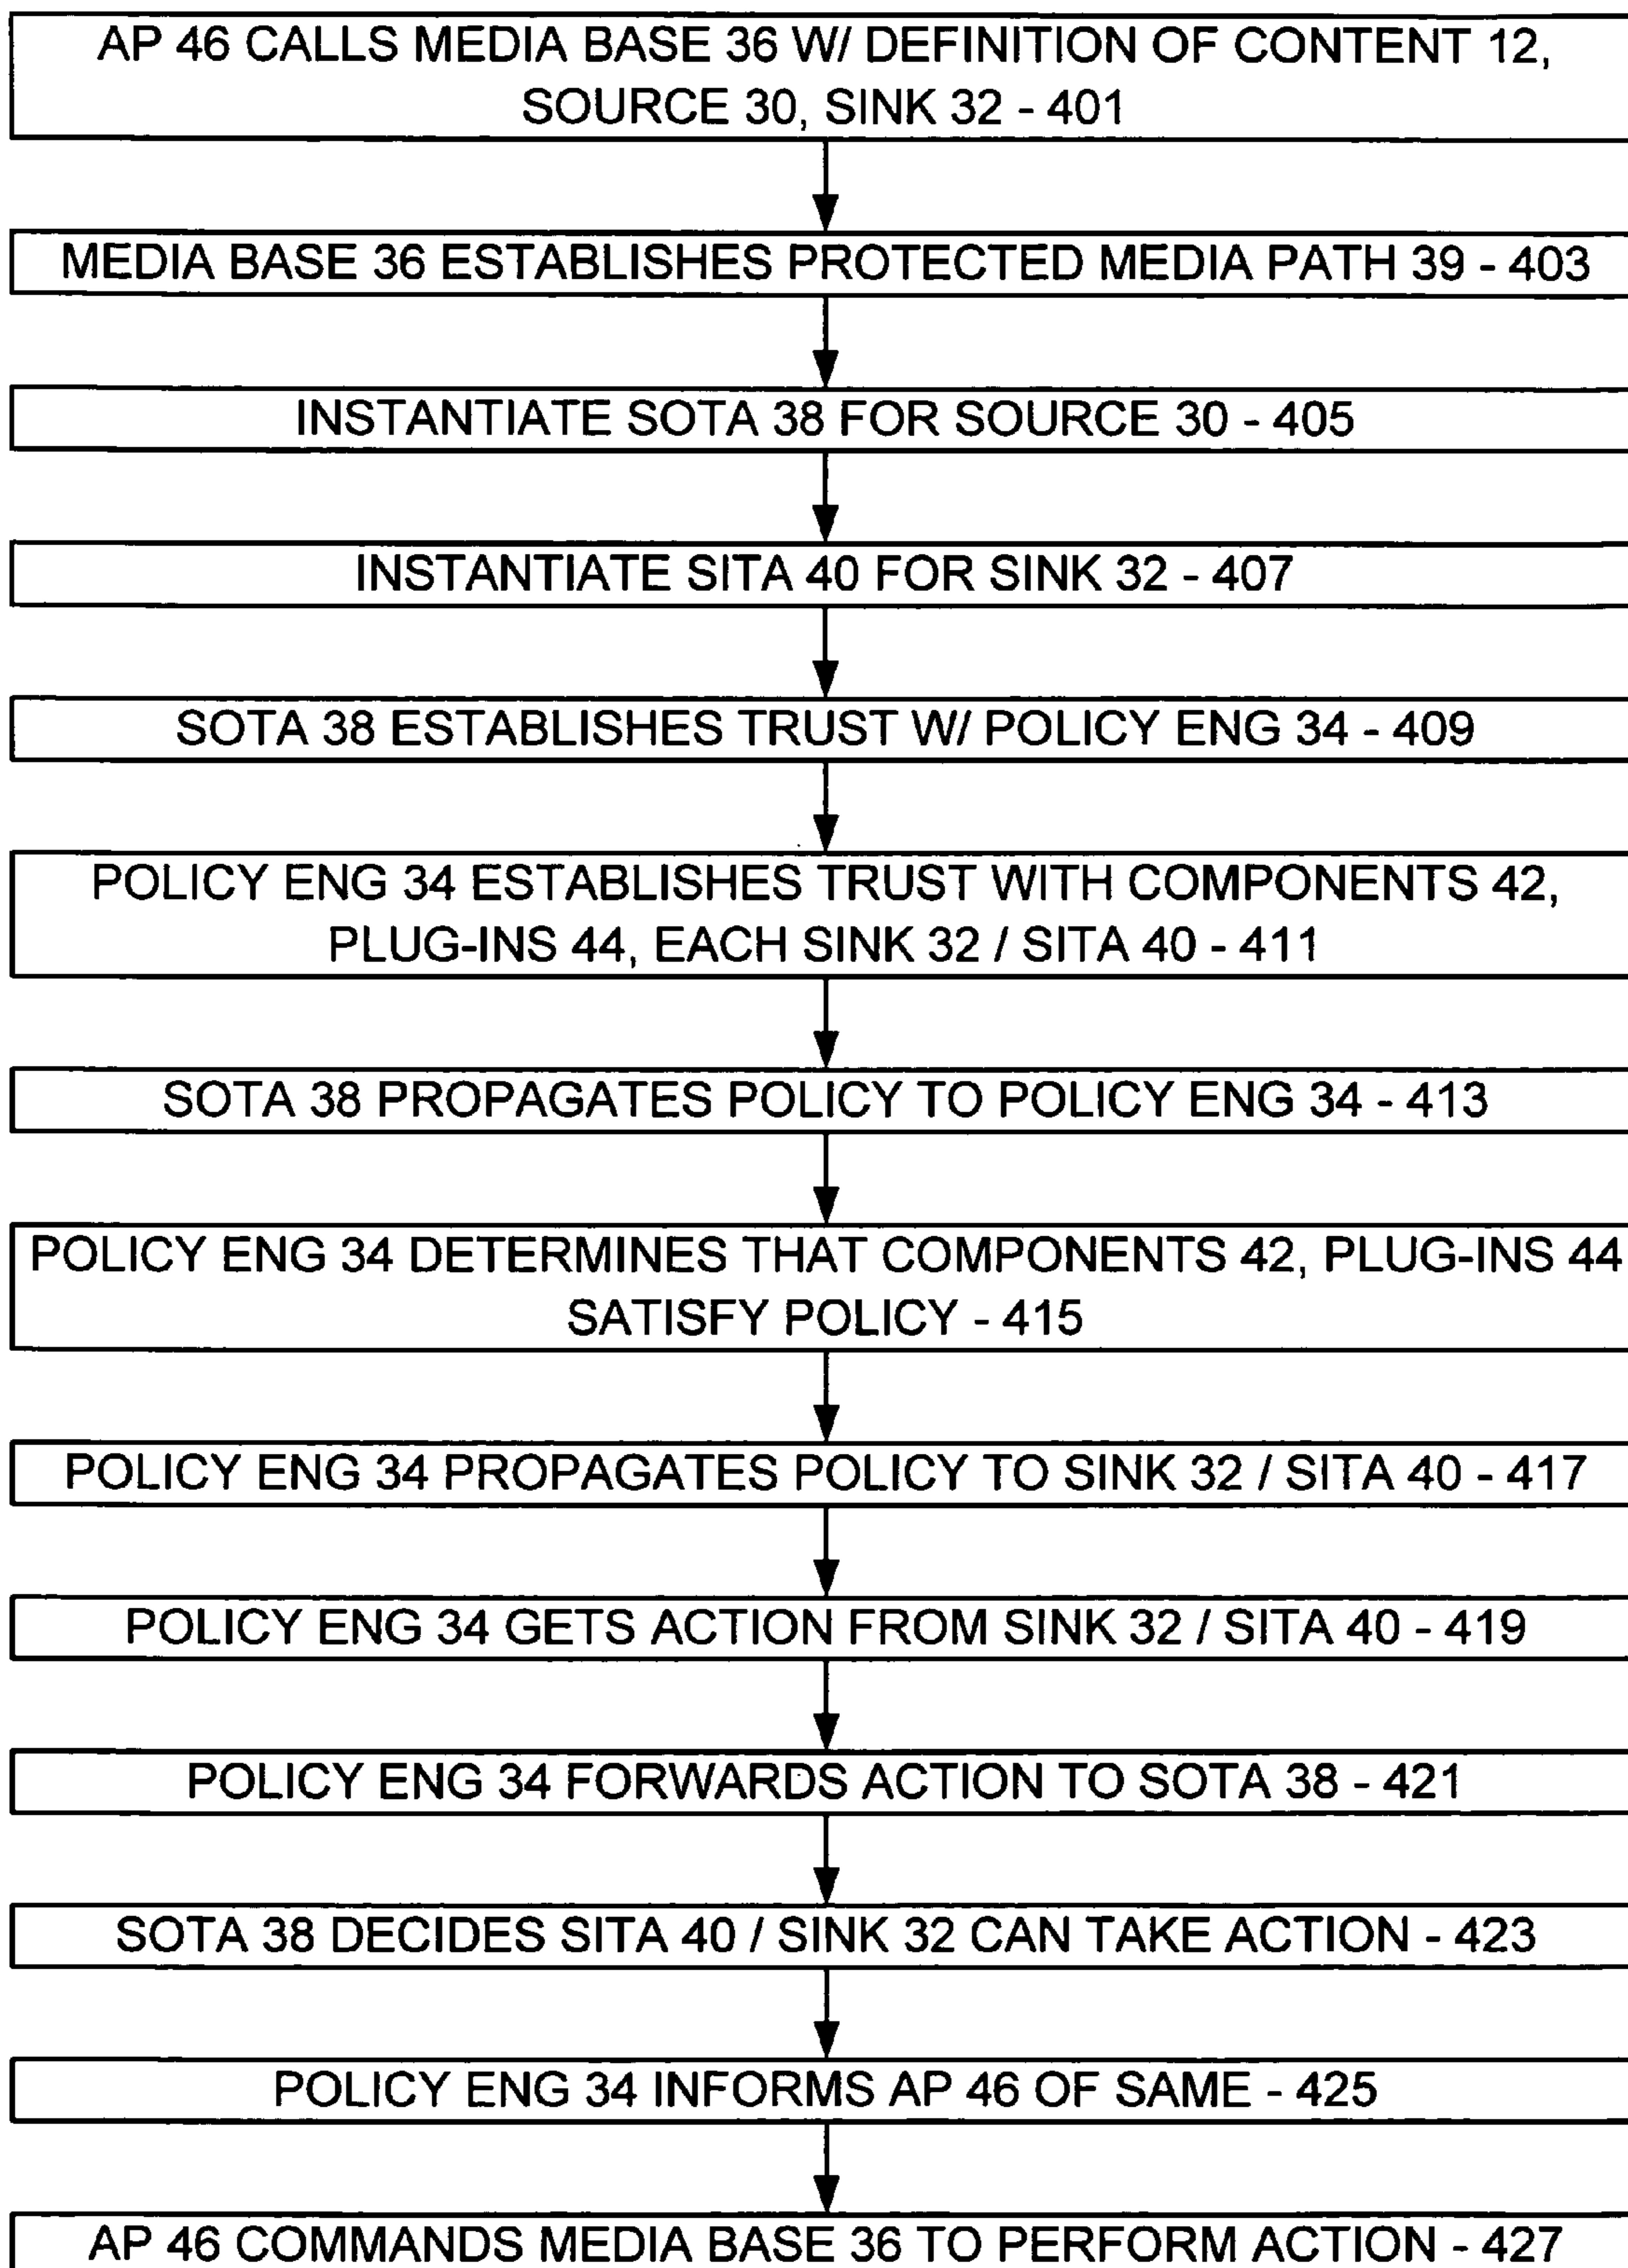 AP 46 CALLS MEDIA BASE 36 W/ DEFINITION OF CONTENT 12,
SOURCE 30, SINK 32 - 401
MEDIA BASE 36 ESTABLISHES PROTECTED MEDIA PATH 39 - 403
INSTANTIATE SOTA 38 FOR SOURCE 30 - 405
INSTANTIATE SITA 40 FOR SINK 32 - 407
SOTA 38 ESTABLISHES TRUST W/ POLICY ENG 34 - 409
POLICY ENG 34 ESTABLISHES TRUST WITH COMPONENTS 42,
PLUG-INS 44, EACH SINK 32 / SITA 40 - 411
SOTA 38 PROPAGATES POLICY TO POLICY ENG 34 - 413
POLICY ENG 34 DETERMINES THAT COMPONENTS 42, PLUG-INS 44
SATISFY POLICY - 415
POLICY ENG 34 PROPAGATES POLICY TO SINK 32 / SITA 40 - 417
POLICY ENG 34 GETS ACTION FROM SINK 32 / SITA 40 - 419
POLICY ENG 34 FORWARDS ACTION TO SOTA 38 - 421
SOTA 38 DECIDES SITA 40 / SINK 32 CAN TAKE ACTION - 423
POLICY ENG 34 INFORMS AP 46 OF SAME - 425
AP 46 COMMANDS MEDIA BASE 36 TO PERFORM ACTION - 427